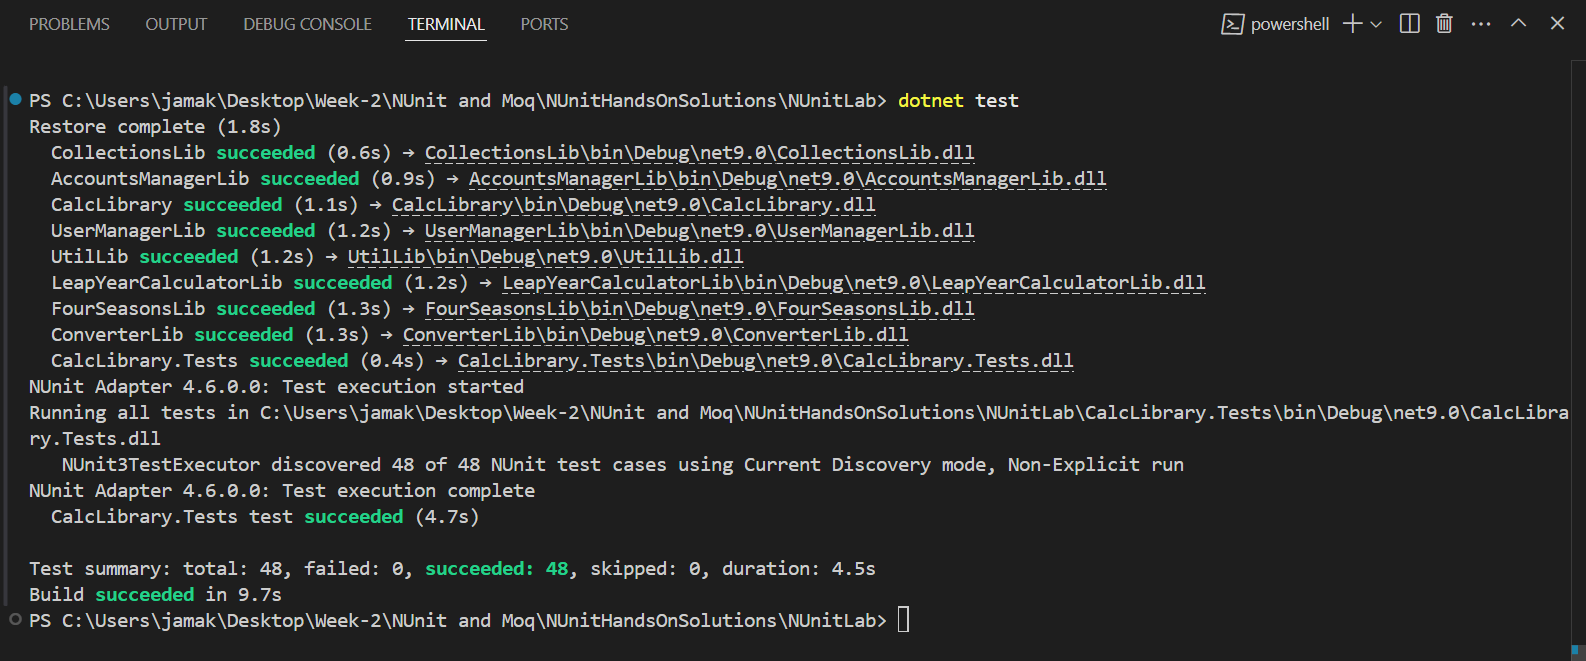 PROBLEMS OUTPUT DEBUG CONSOLE TERMINAL PORTS powershell
PS C:\Users\jamak\Desktop\Week-2\NUnit and Moq\NUnitHandsOnSolutions\NUnitLab> dotnet test
Restore complete (1.8s)
CollectionsLib succeeded (0.6s) → CollectionsLib\bin\Debug\net9.0\CollectionsLib.dll
AccountsManagerLib succeeded (0.9s) → AccountsManagerLib\bin\Debug\net9.0\AccountsManagerLib.dll
CalcLibrary succeeded (1.1s) → CalcLibrary\bin\Debug\net9.0\CalcLibrary.dll
UserManagerLib succeeded (1.2s) → UserManagerLib\bin\Debug\net9.0\UserManagerLib.dll
UtilLib succeeded (1.2s) → UtilLib\bin\Debug\net9.0\UtilLib.dll
LeapYearCalculatorLib succeeded (1.2s) → LeapYearCalculatorLib\bin\Debug\net9.0\LeapYearCalculatorLib.dll
FourSeasonsLib succeeded (1.3s) → FourSeasonsLib\bin\Debug\net9.0\FourSeasonsLib.dll
ConverterLib succeeded (1.3s) → ConverterLib\bin\Debug\net9.0\ConverterLib.dll
CalcLibrary.Tests succeeded (0.4s) → CalcLibrary.Tests\bin\Debug\net9.0\CalcLibrary.Tests.dll
NUnit Adapter 4.6.0.0: Test execution started
Running all tests in C:\Users\jamak\Desktop\Week-2\NUnit and Moq\NUnitHandsOnSolutions\NUnitLab\CalcLibrary.Tests\bin\Debug\net9.0\CalcLibra
ry.Tests.dll
NUnit3TestExecutor discovered 48 of 48 NUnit test cases using Current Discovery mode, Non-Explicit run
NUnit Adapter 4.6.0.0: Test execution complete
CalcLibrary.Tests test succeeded (4.7s)
Test summary: total: 48, failed: 0, succeeded: 48, skipped: 0, duration: 4.5s
Build succeeded in 9.7s
PS C:\Users\jamak\Desktop\Week-2\NUnit and Moq\NUnitHandsOnSolutions\NUnitLab>